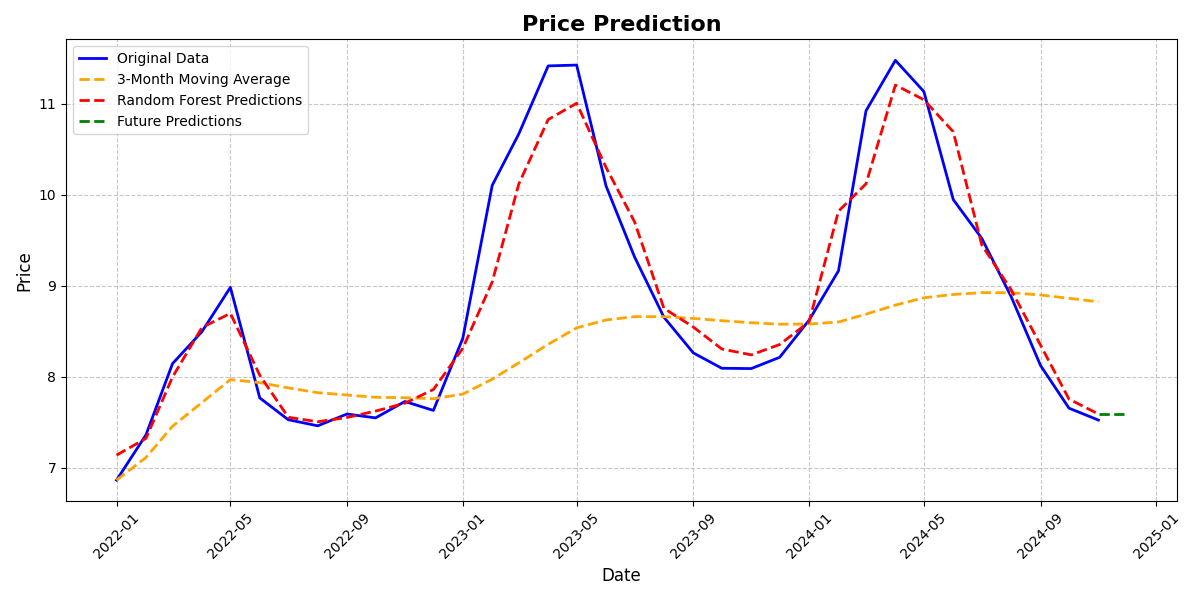 Price Prediction
Original Data
3-Month Moving Average
Random Forest Predictions
Future Predictions
Price
11
10
9
8
7
2022-01
2022-05
2022-09
2023-01
2023-05
2023-09
2024-01
2024-05
2024-09
2025-01
Date